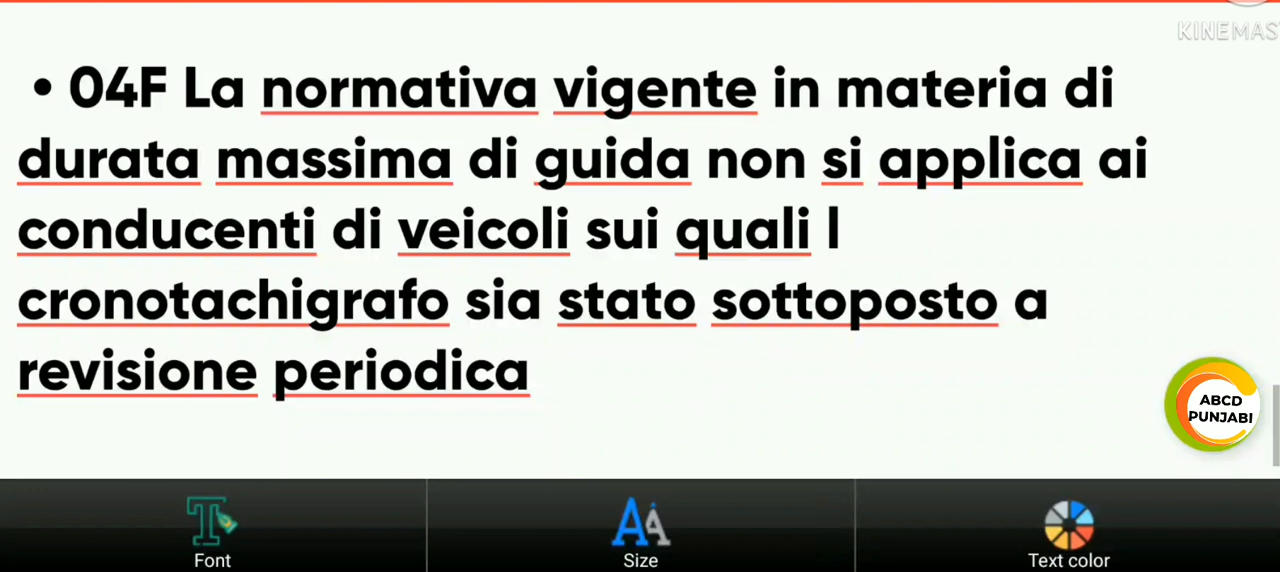 KINEMAS
• 04F La normativa vigente in materia di
durata massima di guida non si applica ai
conducenti di veicoli sui quali l
cronotachigrafo sia stato sottoposto a
revisione periodica
ABCD
PUNJABI
Font
Size
Text color